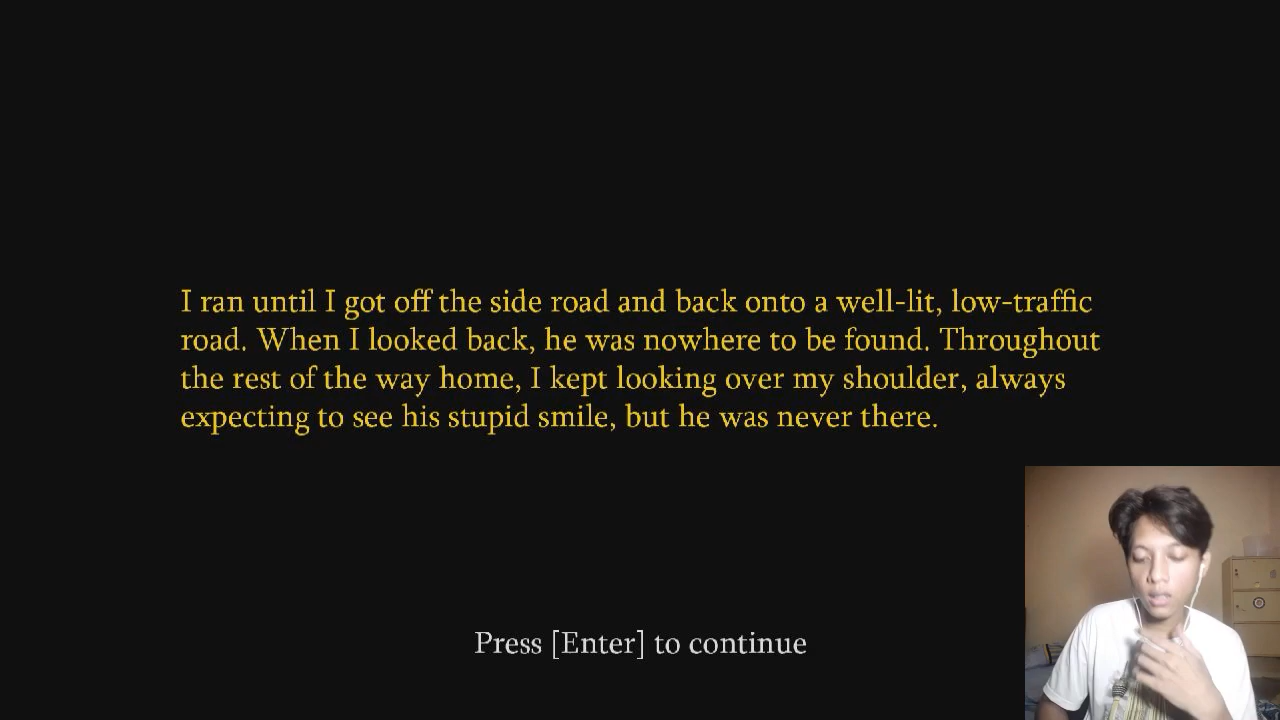 I ran until I got off the side road and back onto a well-lit, low-traffic
road. When I looked back, he was nowhere to be found. Throughout
the rest of the way home, I kept looking over my shoulder, always
expecting to see his stupid smile, but he was never there.
Press [Enter] to continue